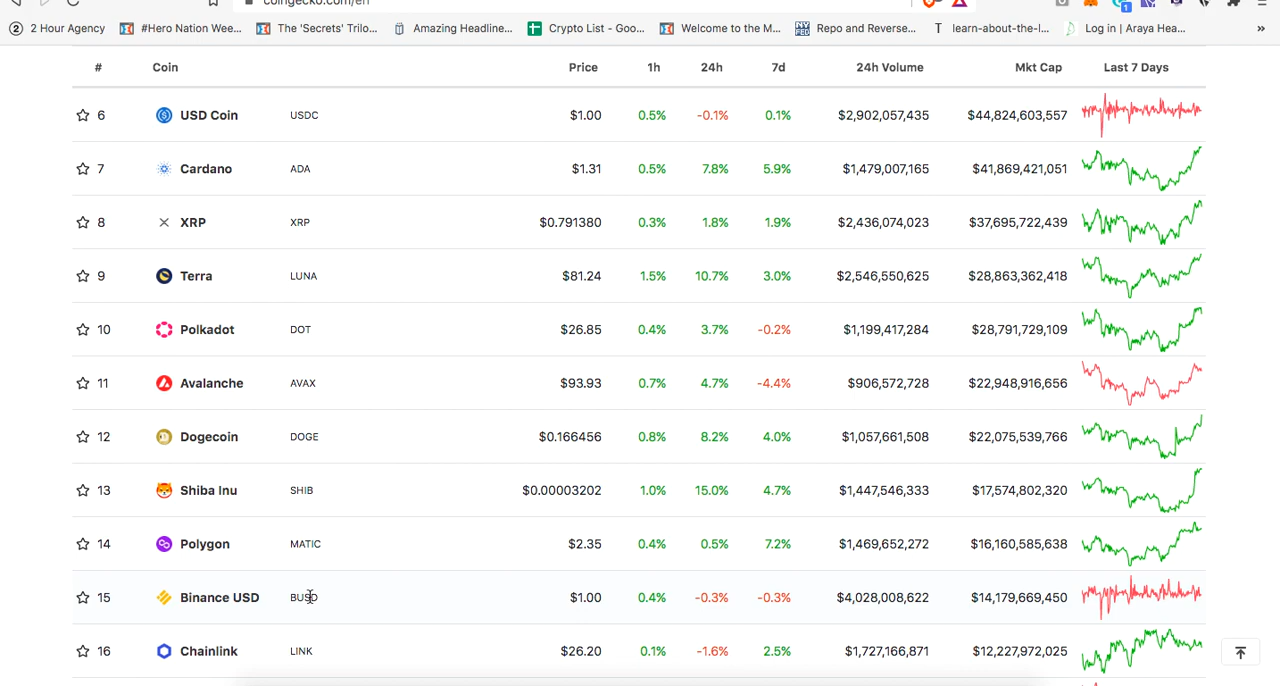 coingecko.com/en
2 Hour Agency #Hero Nation Wee... The 'Secrets' Trilo... Amazing Headline... Crypto List - Goo... Welcome to the M... Repo and Reverse... learn-about-the-l... Log in | Araya Hea... »
# Coin Price 1h 24h 7d 24h Volume Mkt Cap Last 7 Days
6 USD Coin USDC $1.00 0.5% -0.1% 0.1% $2,902,057,435 $44,824,603,557
7 Cardano ADA $1.31 0.5% 7.8% 5.9% $1,479,007,165 $41,869,421,051
8 XRP XRP $0.791380 0.3% 1.8% 1.9% $2,436,074,023 $37,695,722,439
9 Terra LUNA $81.24 1.5% 10.7% 3.0% $2,546,550,625 $28,863,362,418
10 Polkadot DOT $26.85 0.4% 3.7% -0.2% $1,199,417,284 $28,791,729,109
11 Avalanche AVAX $93.93 0.7% 4.7% -4.4% $906,572,728 $22,948,916,656
12 Dogecoin DOGE $0.166456 0.8% 8.2% 4.0% $1,057,661,508 $22,075,539,766
13 Shiba Inu SHIB $0.00003202 1.0% 15.0% 4.7% $1,447,546,333 $17,574,802,320
14 Polygon MATIC $2.35 0.4% 0.5% 7.2% $1,469,652,272 $16,160,585,638
15 Binance USD BUSD $1.00 0.4% -0.3% -0.3% $4,028,008,622 $14,179,669,450
16 Chainlink LINK $26.20 0.1% -1.6% 2.5% $1,727,166,871 $12,227,972,025